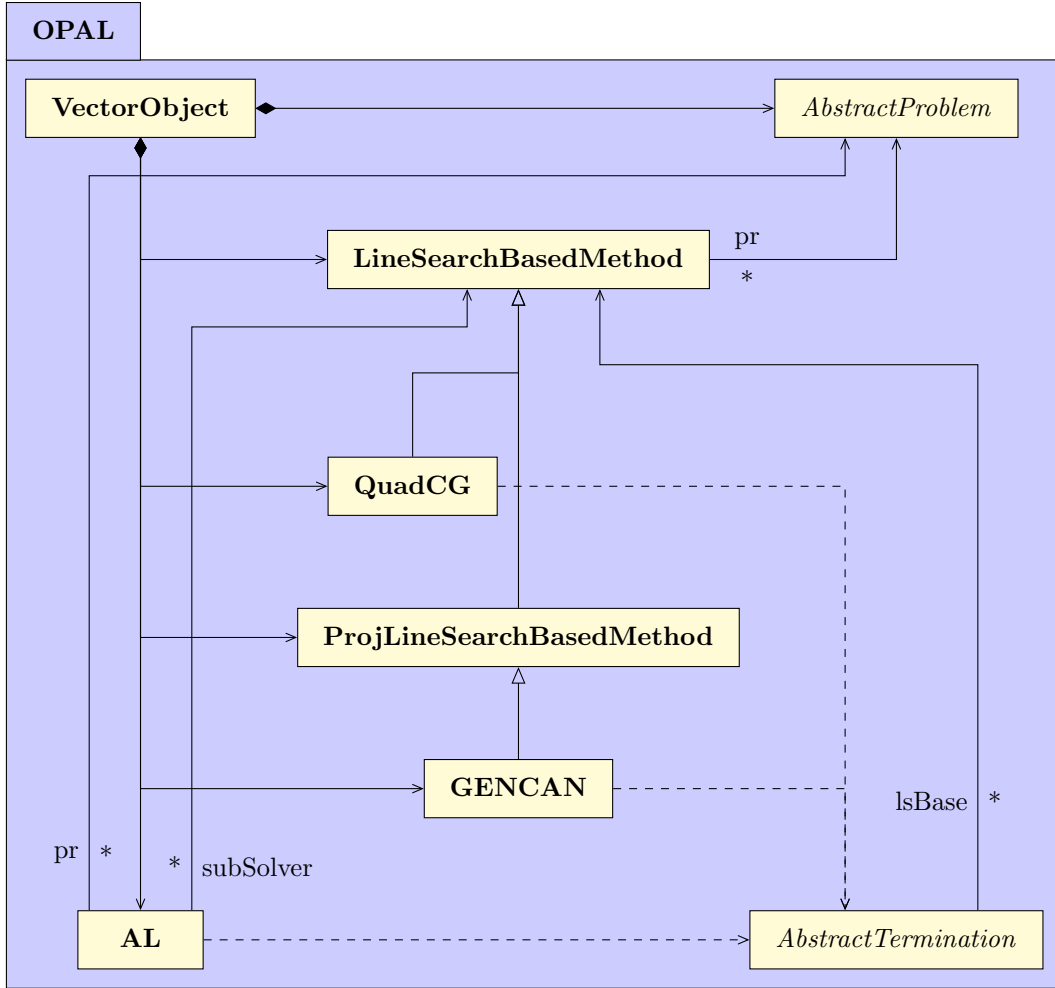 OPAL
VectorObject
AbstractProblem
pr
LineSearchBasedMethod
*
QuadCG
ProjLineSearchBasedMethod
GENCAN
lsBase *
pr * * subSolver
AL
AbstractTermination